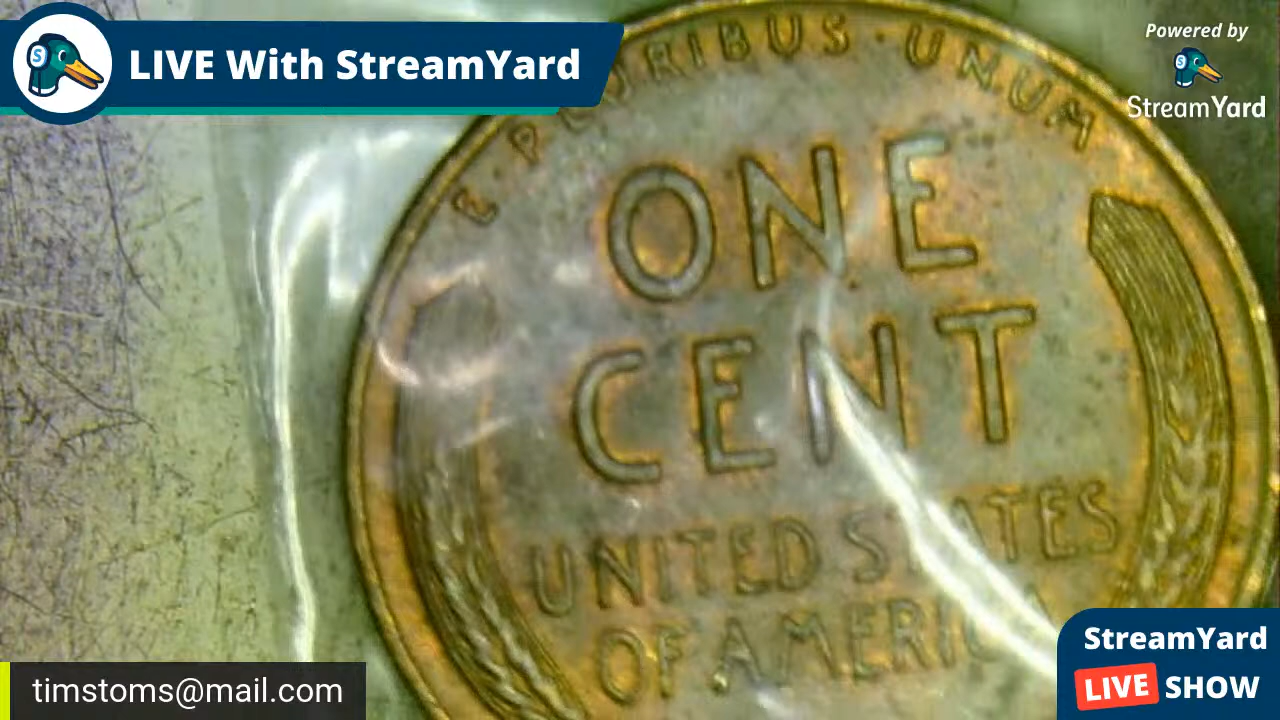 LIVE With StreamYard
Powered by
StreamYard
E · PLURIBUS · UNUM
ONE
CENT
UNITED STATES
OF AMERIC
timstoms@mail.com
StreamYard
LIVE SHOW